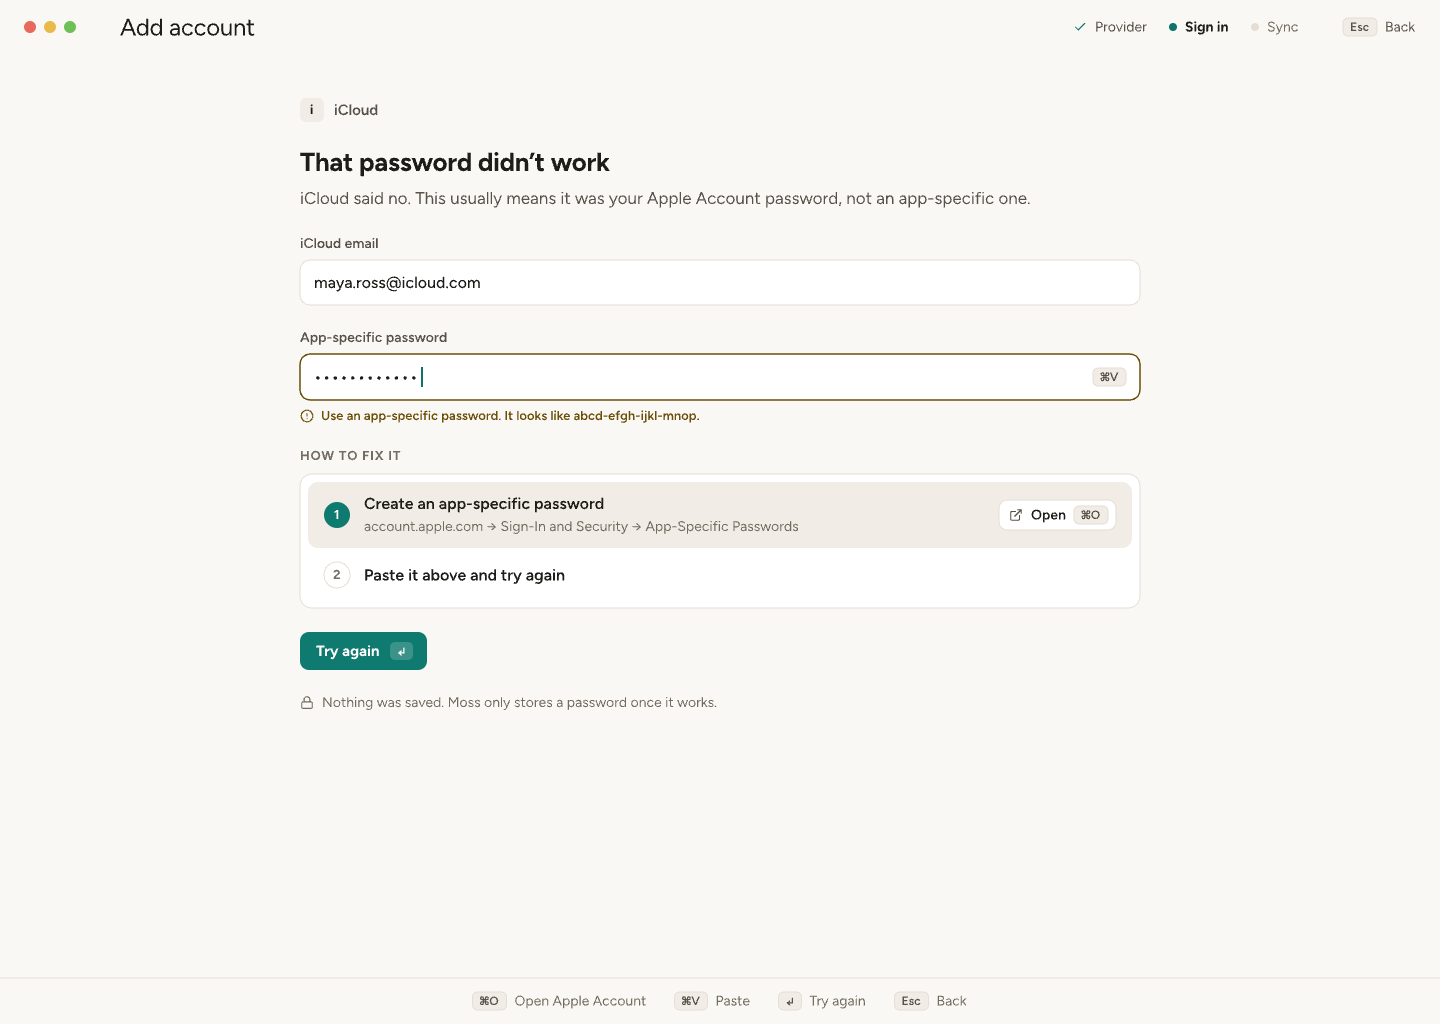 Add account
Provider
Sign in
Sync
Esc Back
i iCloud
That password didn’t work
iCloud said no. This usually means it was your Apple Account password, not an app-specific one.
iCloud email
maya.ross@icloud.com
App-specific password
••••••••••••
⌘V
Use an app-specific password. It looks like abcd-efgh-ijkl-mnop.
HOW TO FIX IT
1 Create an app-specific password
account.apple.com → Sign-In and Security → App-Specific Passwords
Open ⌘O
2 Paste it above and try again
Try again ↵
Nothing was saved. Moss only stores a password once it works.
⌘O Open Apple Account ⌘V Paste ↵ Try again Esc Back